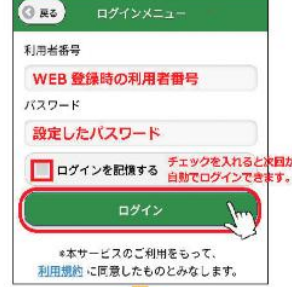 戻る
ログインメニュー
利用者番号
WEB 登録時の利用者番号
パスワード
設定したパスワード
ログインを記憶する
チェックを入れると次回か
自動でログインできます。
ログイン
*本サービスのご利用をもって、
利用規約 に同意したものとみなします。